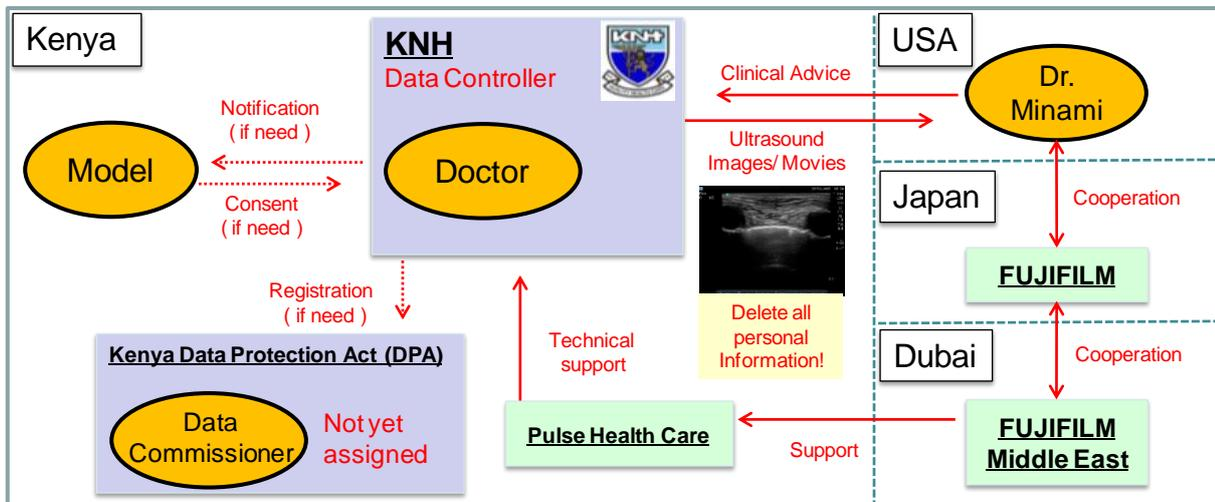 Kenya
KNH
Data Controller
KNH
USA
Dr.
Minami
Clinical Advice
Notification
( if need )
Model
Consent
( if need )
Doctor
Ultrasound
Images/ Movies
Japan
Cooperation
FUJIFILM
Registration
( if need )
Delete all
personal
Information!
Technical
support
Kenya Data Protection Act (DPA)
Data
Commissioner
Not yet
assigned
Pulse Health Care
Support
Dubai
Cooperation
FUJIFILM
Middle East